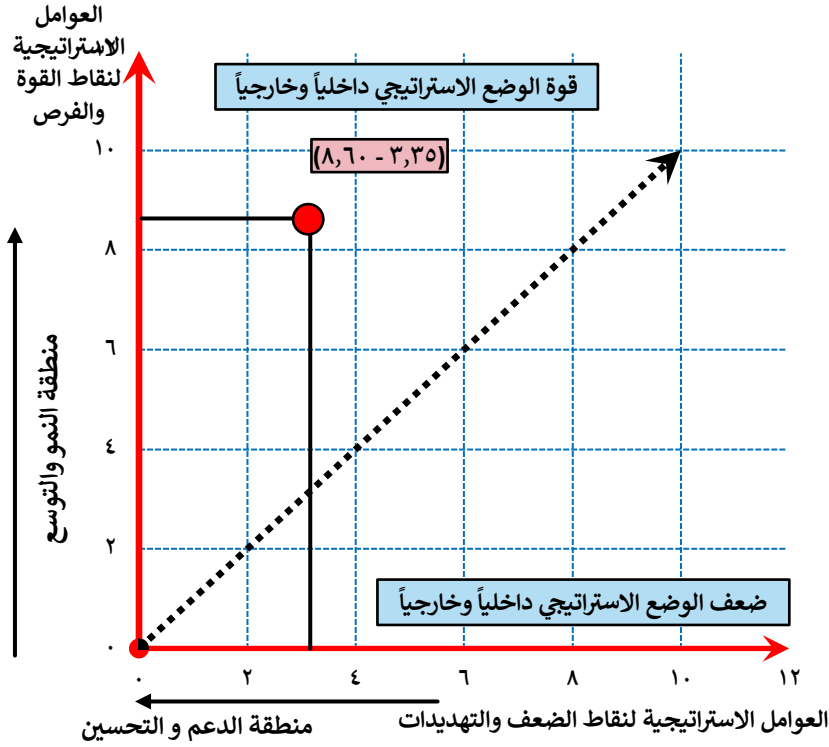 العوامل
الاستراتيجية
لنقاط القوة
والفرص
١٢
قوة الوضع الاستراتيجي داخلياً وخارجياً
(٣,٣٥ - ٨,٦٠)
١٠
٨
٦
٤
٢
٠
منطقة النمو والتوسع
ضعف الوضع الاستراتيجي داخلياً وخارجياً
٠ ٢ ٤ ٦ ٨ ١٠ ١٢
العوامل الاستراتيجية لنقاط الضعف والتهديدات
منطقة الدعم و التحسين